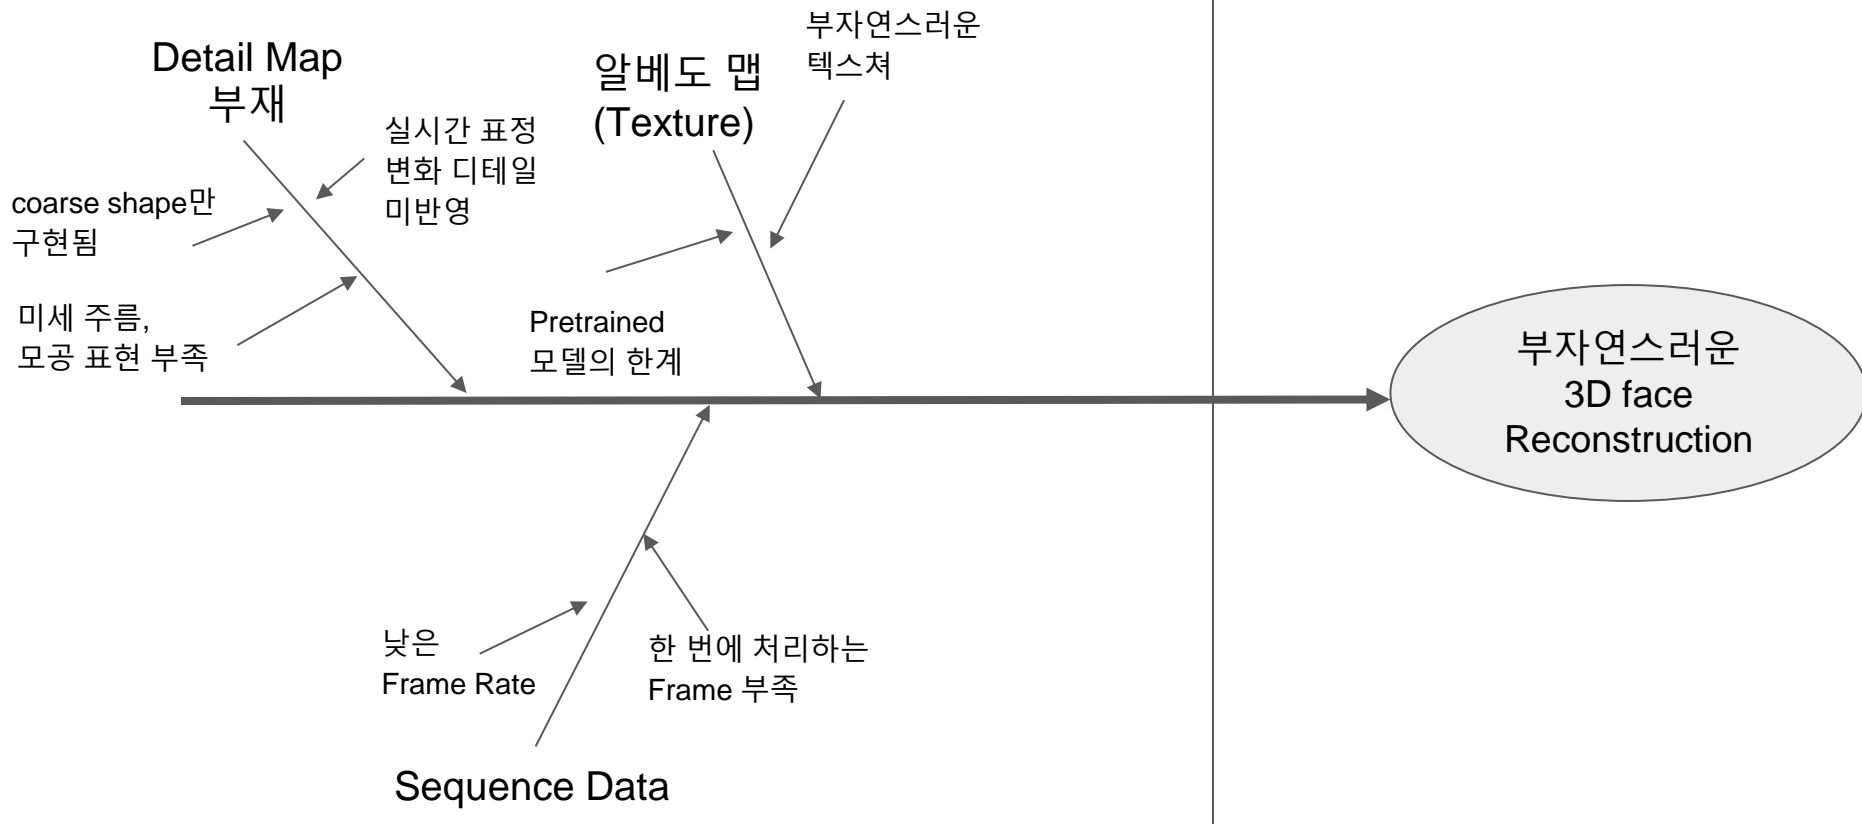 Detail Map
부재
실시간 표정
변화 디테일
미반영
coarse shape만
구현됨
미세 주름,
모공 표현 부족
알베도 맵
(Texture)
부자연스러운
텍스쳐
Pretrained
모델의 한계
낮은
Frame Rate
한 번에 처리하는
Frame 부족
Sequence Data
부자연스러운
3D face
Reconstruction